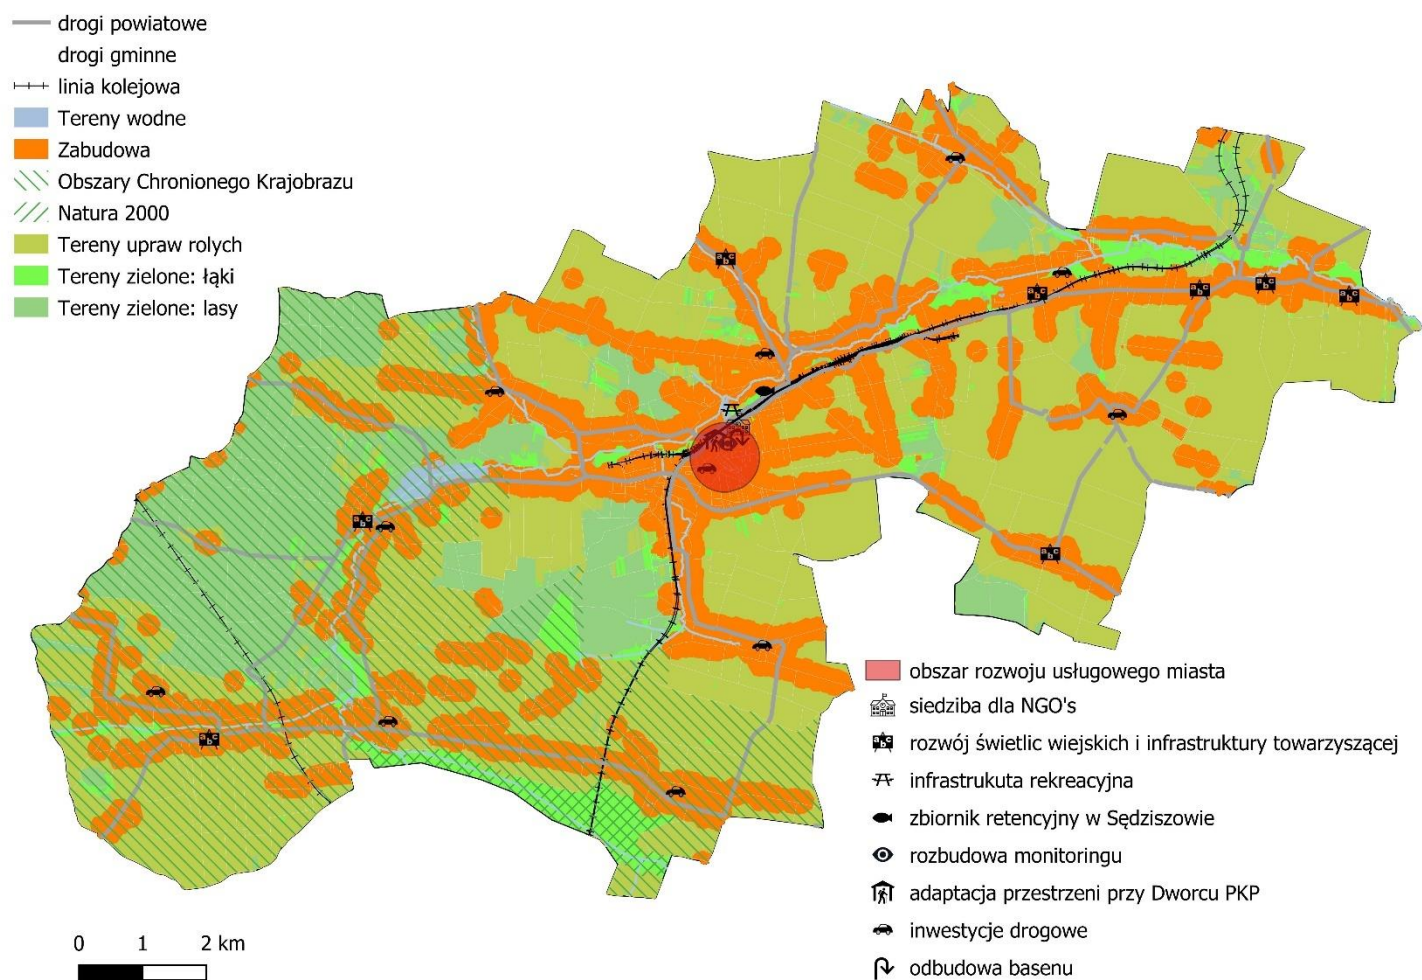 drogi powiatowe
drogi gminne
linia kolejowa
Tereny wodne
Zabudowa
Obszary Chronionego Krajobrazu
Natura 2000
Tereny upraw rolych
Tereny zielone: łąki
Tereny zielone: lasy
obszar rozwoju usługowego miasta
siedziba dla NGO's
rozwój świetlic wiejskich i infrastruktury towarzyszącej
infrastrukuta rekreacyjna
zbiornik retencyjny w Sędziszowie
rozbudowa monitoringu
adaptacja przestrzeni przy Dworcu PKP
inwestycje drogowe
odbudowa basenu
0 1 2 km